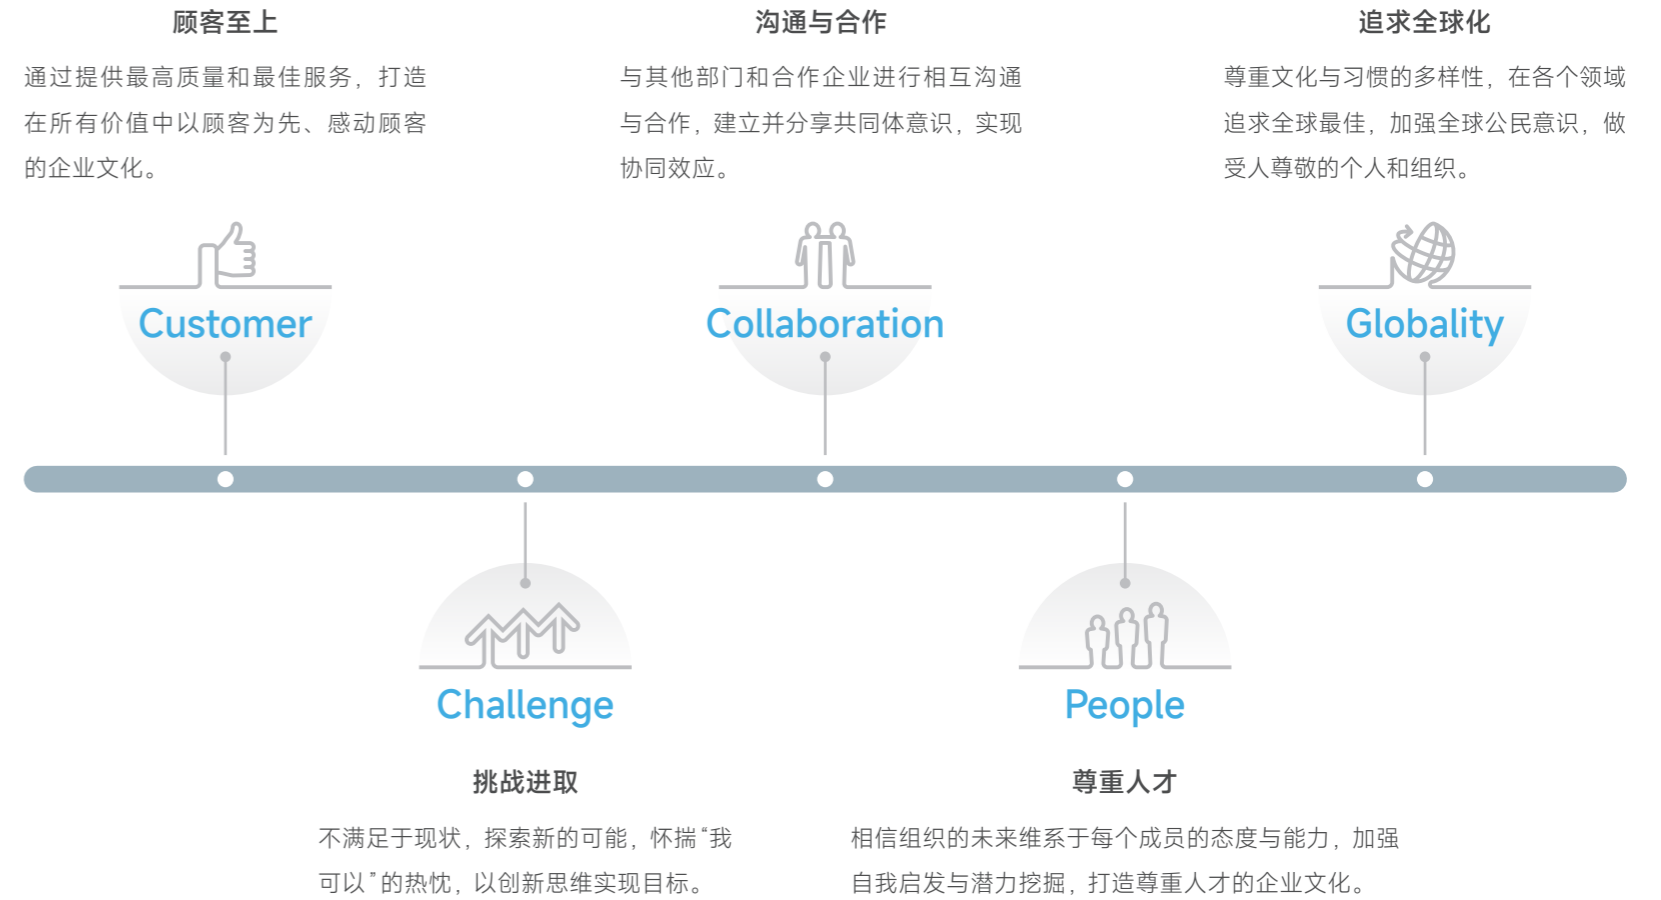 顾客至上
通过提供最高质量和最佳服务，打造
在所有价值中以顾客为先、感动顾客
的企业文化。
Customer
沟通与合作
与其他部门和合作企业进行相互沟通
与合作，建立并分享共同体意识，实现
协同效应。
Collaboration
追求全球化
尊重文化与习惯的多样性，在各个领域
追求全球最佳，加强全球公民意识，做
受人尊敬的个人和组织。
Globality
Challenge
挑战进取
不满足于现状，探索新的可能，怀揣“我
可以”的热忱，以创新思维实现目标。
People
尊重人才
相信组织的未来维系于每个成员的态度与能力，加强
自我启发与潜力挖掘，打造尊重人才的企业文化。